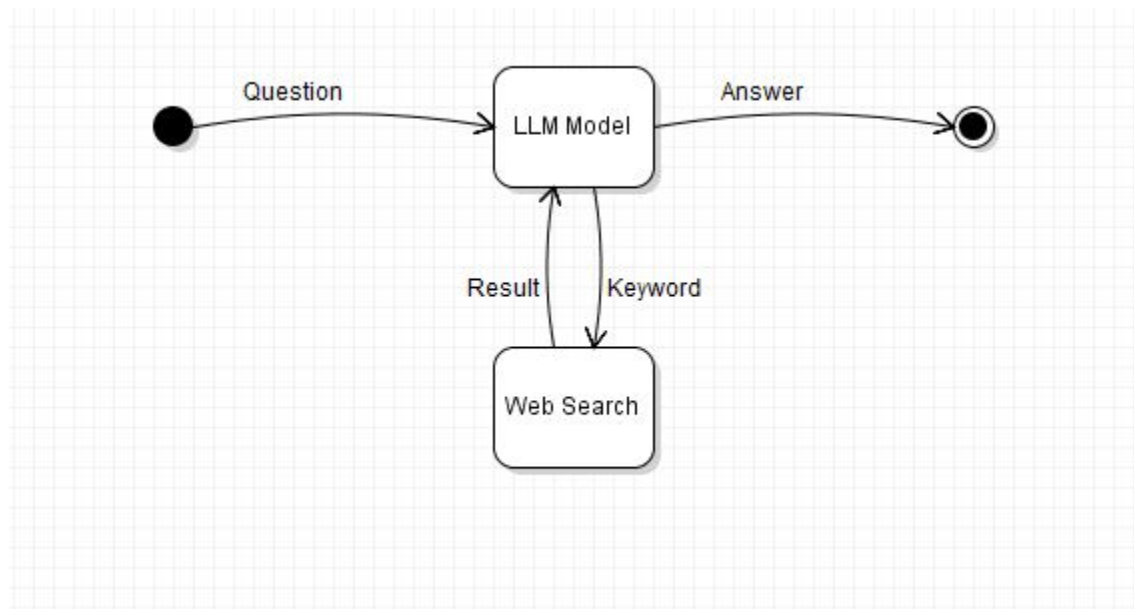 Question
Answer
LLM Model
Result
Keyword
Web Search